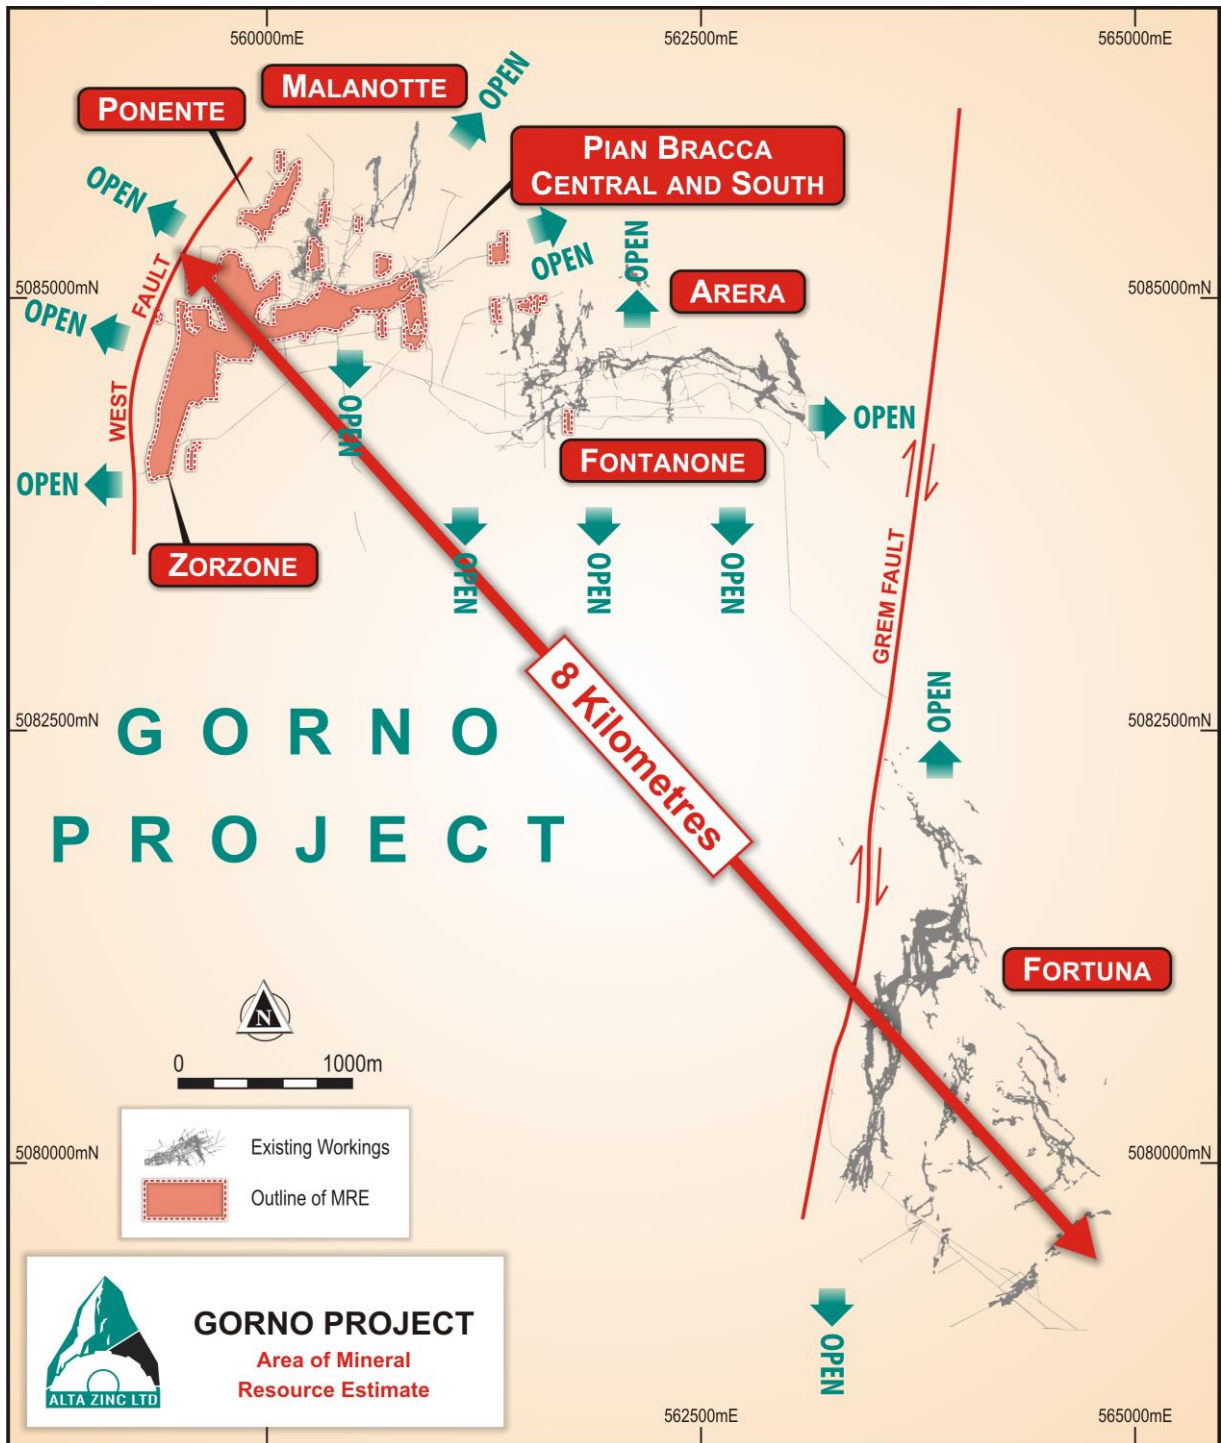 560000mE
562500mE
565000mE
MALANOTTE
OPEN
PONENTE
PIAN BRACCA
CENTRAL AND SOUTH
OPEN
OPEN
OPEN
ARERA
5085000mN
5085000mN
OPEN
WEST FAULT
OPEN
OPEN
FONTANONE
OPEN
ZORZONE
OPEN
OPEN
OPEN
GREM FAULT
8 Kilometres
OPEN
5082500mN
5082500mN
GORNO
PROJECT
FORTUNA
N
0
1000m
Existing Workings
Outline of MRE
5080000mN
5080000mN
OPEN
GORNO PROJECT
Area of Mineral
Resource Estimate
ALTA ZINC LTD
562500mE
565000mE